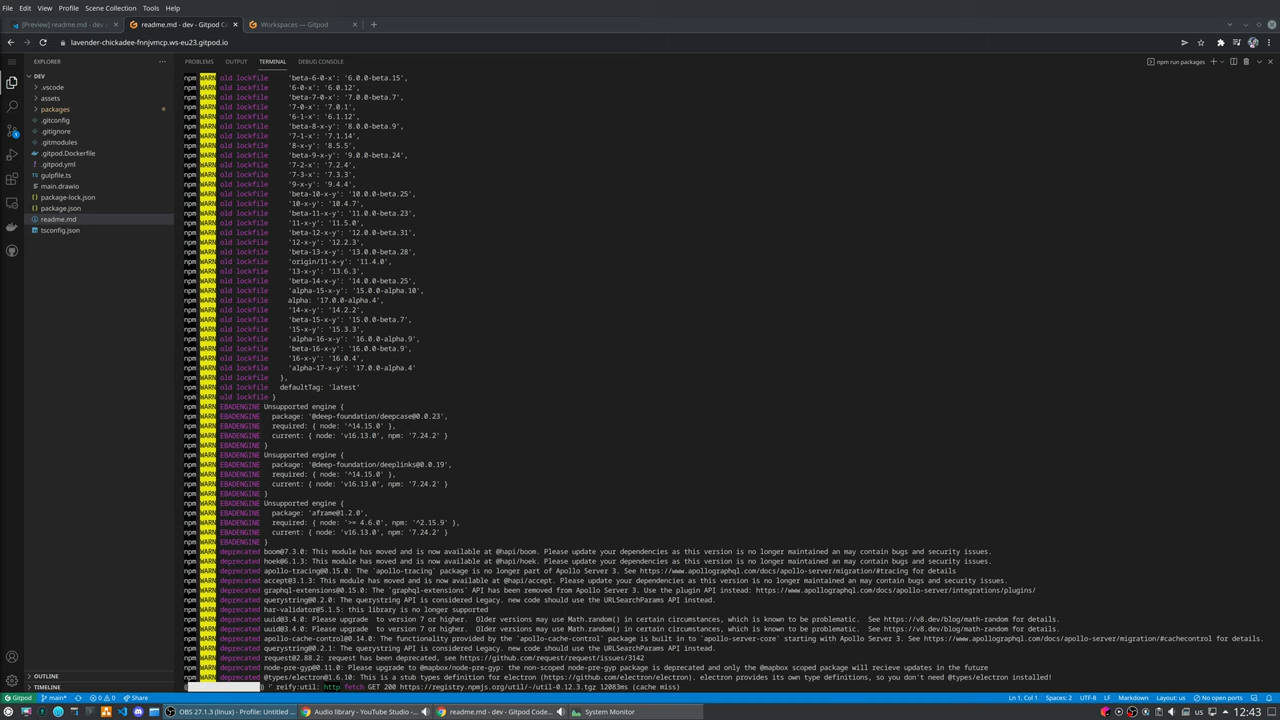 File Edit View Profile Screen Actions Tabs Help
[Preview] readme.md - dev - Gitpod
readme.md - dev - Gitpod C
Workspaces — Gitpod
lavender-chickadee-fnnjvmcp.ws-eu23.gitpod.io
EXPLORER
PROBLEMS OUTPUT TERMINAL DEBUG CONSOLE
npm run packages
DEV
.vscode
assets
packages
.gitconfig
.gitignore
.gitmodules
.gitpod.Dockerfile
.gitpod.yml
gulpfile.ts
main.drawio
package-lock.json
package.json
readme.md
tsconfig.json
npm WARN old lockfile 'beta-6-0-x': '6.0.0-beta.15',
npm WARN old lockfile '6-0-x': '6.0.12',
npm WARN old lockfile 'beta-7-0-x': '7.0.0-beta.7',
npm WARN old lockfile '7-0-x': '7.0.1',
npm WARN old lockfile '6-1-x': '6.1.12',
npm WARN old lockfile 'beta-8-x-y': '8.0.0-beta.9',
npm WARN old lockfile '7-1-x': '7.1.14',
npm WARN old lockfile '8-x-y': '8.5.5',
npm WARN old lockfile 'beta-9-x-y': '9.0.0-beta.24',
npm WARN old lockfile '7-2-x': '7.2.4',
npm WARN old lockfile '7-3-x': '7.3.3',
npm WARN old lockfile '9-x-y': '9.4.4',
npm WARN old lockfile 'beta-10-x-y': '10.0.0-beta.25',
npm WARN old lockfile '10-x-y': '10.4.7',
npm WARN old lockfile 'beta-11-x-y': '11.0.0-beta.23',
npm WARN old lockfile '11-x-y': '11.5.0',
npm WARN old lockfile 'beta-12-x-y': '12.0.0-beta.31',
npm WARN old lockfile '12-x-y': '12.2.3',
npm WARN old lockfile 'beta-13-x-y': '13.0.0-beta.28',
npm WARN old lockfile 'origin/11-x-y': '11.4.0',
npm WARN old lockfile '13-x-y': '13.6.3',
npm WARN old lockfile 'beta-14-x-y': '14.0.0-beta.25',
npm WARN old lockfile 'alpha-15-x-y': '15.0.0-alpha.10',
npm WARN old lockfile alpha: '17.0.0-alpha.4',
npm WARN old lockfile '14-x-y': '14.2.2',
npm WARN old lockfile 'beta-15-x-y': '15.0.0-beta.7',
npm WARN old lockfile '15-x-y': '15.3.3',
npm WARN old lockfile 'alpha-16-x-y': '16.0.0-alpha.9',
npm WARN old lockfile 'beta-16-x-y': '16.0.0-beta.9',
npm WARN old lockfile '16-x-y': '16.0.4',
npm WARN old lockfile 'alpha-17-x-y': '17.0.0-alpha.4'
npm WARN old lockfile },
npm WARN old lockfile defaultTag: 'latest'
npm WARN old lockfile }
npm WARN EBADENGINE Unsupported engine {
npm WARN EBADENGINE package: '@deep-foundation/deepcase@0.0.23',
npm WARN EBADENGINE required: { node: '^14.15.0' },
npm WARN EBADENGINE current: { node: 'v16.13.0', npm: '7.24.2' }
npm WARN EBADENGINE }
npm WARN EBADENGINE Unsupported engine {
npm WARN EBADENGINE package: '@deep-foundation/deeplinks@0.0.19',
npm WARN EBADENGINE required: { node: '^14.15.0' },
npm WARN EBADENGINE current: { node: 'v16.13.0', npm: '7.24.2' }
npm WARN EBADENGINE }
npm WARN EBADENGINE Unsupported engine {
npm WARN EBADENGINE package: 'aframe@1.2.0',
npm WARN EBADENGINE required: { node: '>= 4.6.0', npm: '^2.15.9' },
npm WARN EBADENGINE current: { node: 'v16.13.0', npm: '7.24.2' }
npm WARN EBADENGINE }
npm WARN deprecated boom@7.3.0: This module has moved and is now available at @hapi/boom. Please update your dependencies as this version is no longer maintained an may contain bugs and security issues.
npm WARN deprecated hoek@6.1.3: This module has moved and is now available at @hapi/hoek. Please update your dependencies as this version is no longer maintained an may contain bugs and security issues.
npm WARN deprecated apollo-tracing@0.15.0: The `apollo-tracing` package is no longer part of Apollo Server 3. See https://www.apollographql.com/docs/apollo-server/migration/#tracing for details
npm WARN deprecated accept@3.1.3: This module has moved and is now available at @hapi/accept. Please update your dependencies as this version is no longer maintained an may contain bugs and security issues.
npm WARN deprecated graphql-extensions@0.15.0: The `graphql-extensions` API has been removed from Apollo Server 3. Use the plugin API instead: https://www.apollographql.com/docs/apollo-server/integrations/plugins/
npm WARN deprecated querystring@0.2.0: The querystring API is considered Legacy. new code should use the URLSearchParams API instead.
npm WARN deprecated har-validator@5.1.5: this library is no longer supported
npm WARN deprecated uuid@3.3.2: Please upgrade  to version 7 or higher.  Older versions may use Math.random() in certain circumstances, which is known to be problematic.  See https://v8.dev/blog/math-random for details.
npm WARN deprecated uuid@3.4.0: Please upgrade  to version 7 or higher.  Older versions may use Math.random() in certain circumstances, which is known to be problematic.  See https://v8.dev/blog/math-random for details.
npm WARN deprecated apollo-cache-control@0.14.0: The functionality provided by the `apollo-cache-control` package is built in to `apollo-server-core` starting with Apollo Server 3. See https://www.apollographql.com/docs/apollo-server/migration/#cachecontrol for details.
npm WARN deprecated querystring@0.2.1: The querystring API is considered Legacy. new code should use the URLSearchParams API instead.
npm WARN deprecated request@2.88.2: request has been deprecated, see https://github.com/request/request/issues/3142
npm WARN deprecated node-pre-gyp@0.11.0: Please upgrade to @mapbox/node-pre-gyp: the non-scoped node-pre-gyp package is deprecated and only the @mapbox scoped package will recieve updates in the future
npm WARN deprecated @types/electron@1.6.10: This is a stub types definition for electron (https://github.com/electron/electron). electron provides its own type definitions, so you don't need @types/electron installed!
reify:util: http fetch GET 200 https://registry.npmjs.org/util/-/util-0.12.3.tgz 12083ms (cache miss)
OUTLINE
TIMELINE
Gitpod main* 0 0 Share
Ln 1, Col 1 Spaces: 2 UTF-8 LF Markdown Layout: us No open ports
OBS 27.1.3 (linux) - Profile: Untitled ...
Audio library - YouTube Studio - ...
readme.md - dev - Gitpod Code...
System Monitor
us
12:43